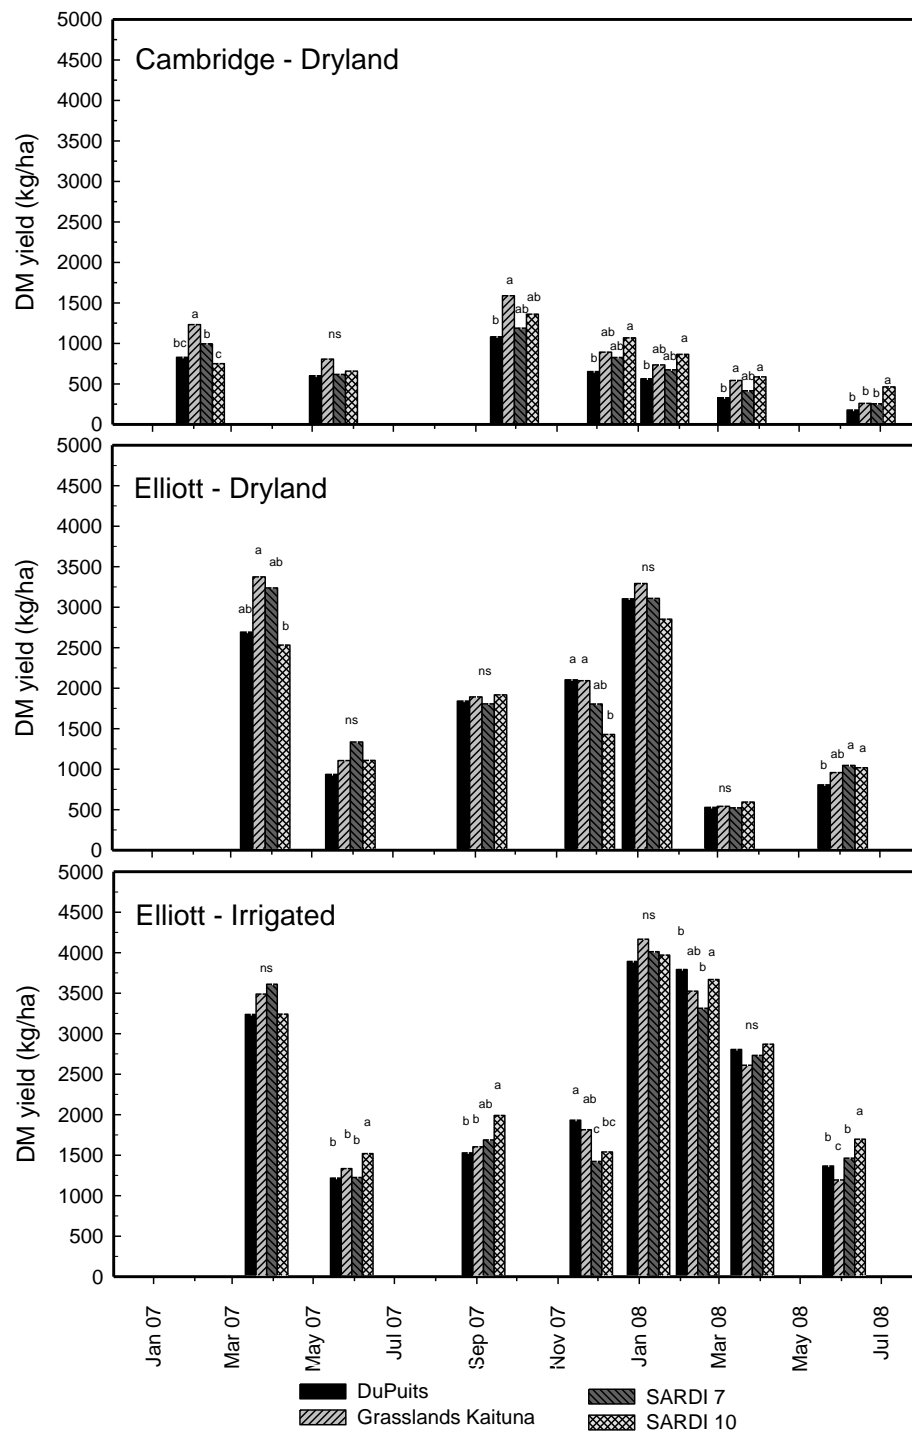 5000
Cambridge - Dryland
4500
4000
3500
3000
2500
2000
1500
1000
500
0
DM yield (kg/ha)
bc a b c
ns
b a ab ab
b ab ab a
b ab ab a
b a ab a
b b b a
5000
Elliott - Dryland
4500
4000
3500
3000
2500
2000
1500
1000
500
0
DM yield (kg/ha)
ab a ab b
ns
ns
a a ab b
ns
ns
b ab a a
5000
Elliott - Irrigated
4500
4000
3500
3000
2500
2000
1500
1000
500
0
DM yield (kg/ha)
ns
b b b a
b b ab a
a ab c bc
ns
b ab b a
ns
b c b a
Jan 07 Mar 07 May 07 Jul 07 Sep 07 Nov 07 Jan 08 Mar 08 May 08 Jul 08
DuPuits SARDI 7
Grasslands Kaituna SARDI 10